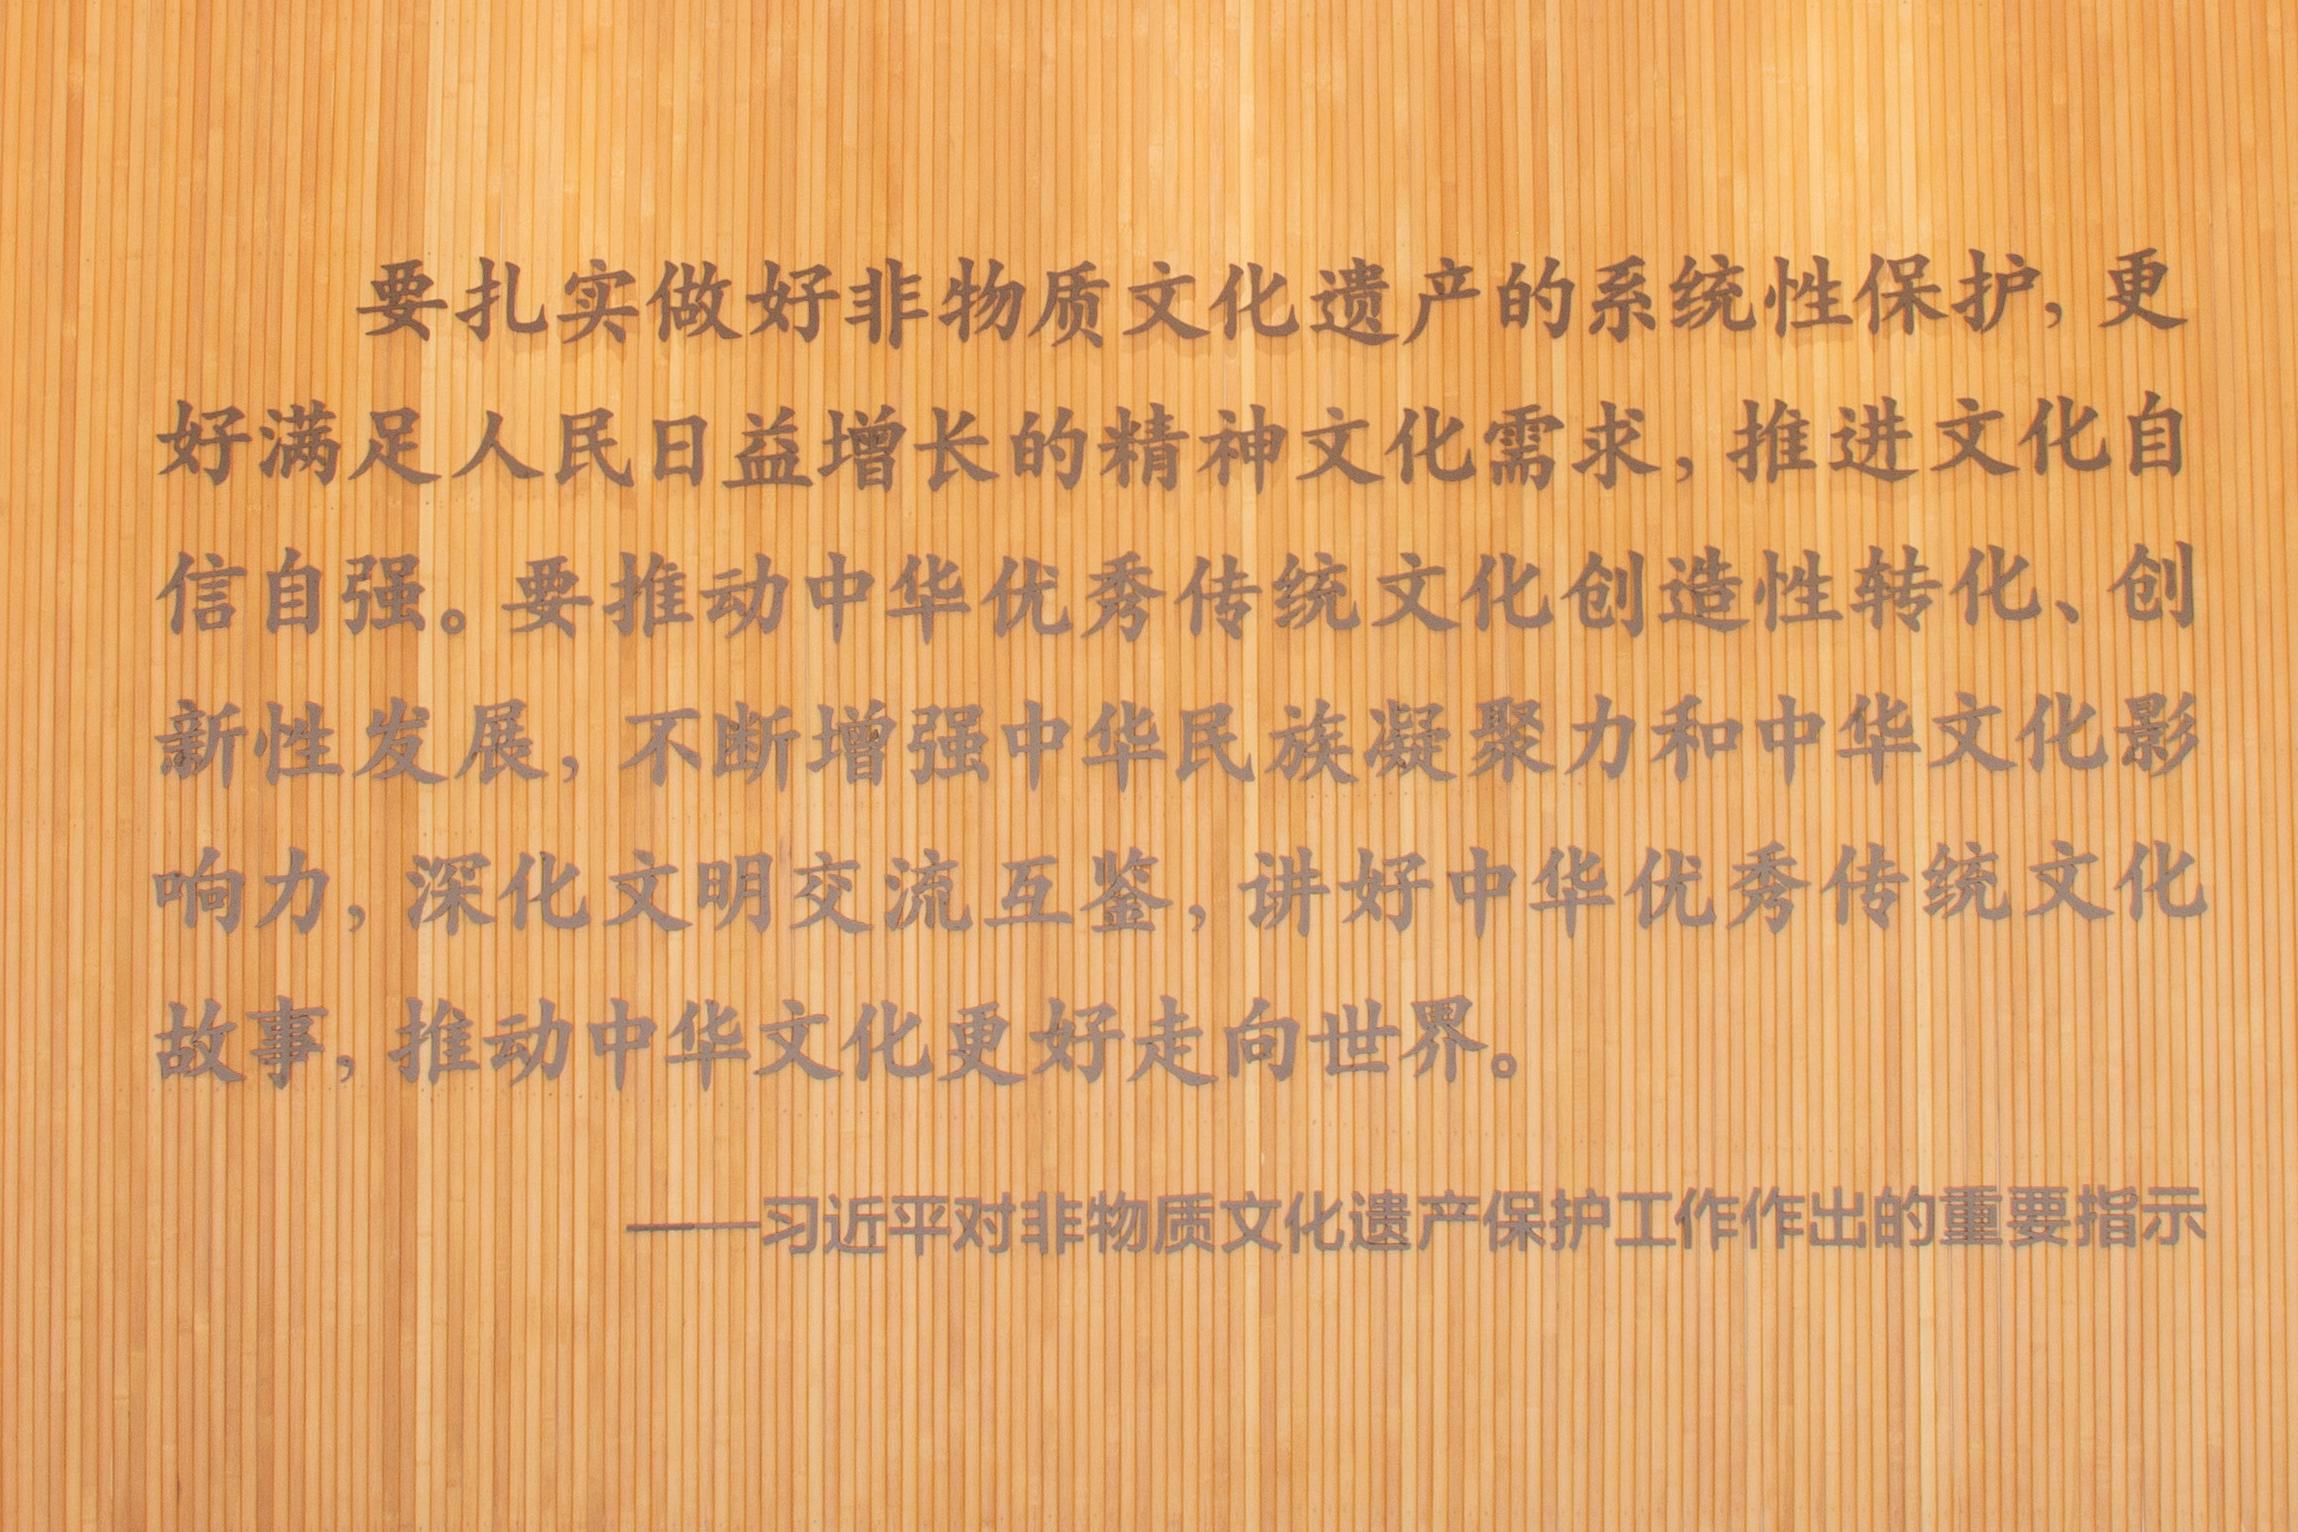 要扎实做好非物质文化遗产的系统性保护，更
好满足人民日益增长的精神文化需求，推进文化自
信自强。要推动中华优秀传统文化创造性转化、创
新性发展，不断增强中华民族凝聚力和中华文化影
响力，深化文明交流互鉴，讲好中华优秀传统文化
故事，推动中华文化更好走向世界。
——习近平对非物质文化遗产保护工作作出的重要指示